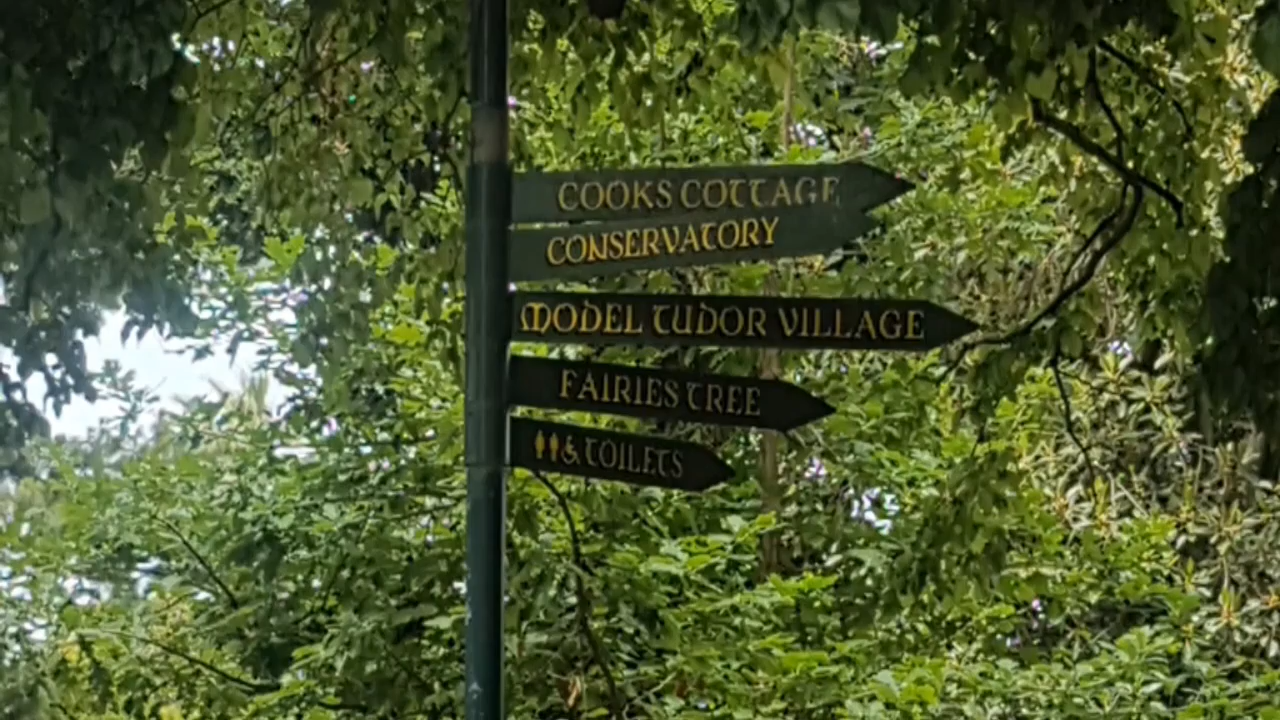 COOKS COTTAGE
CONSERVATORY
MODEL TUDOR VILLAGE
FAIRIES TREE
TOILETS